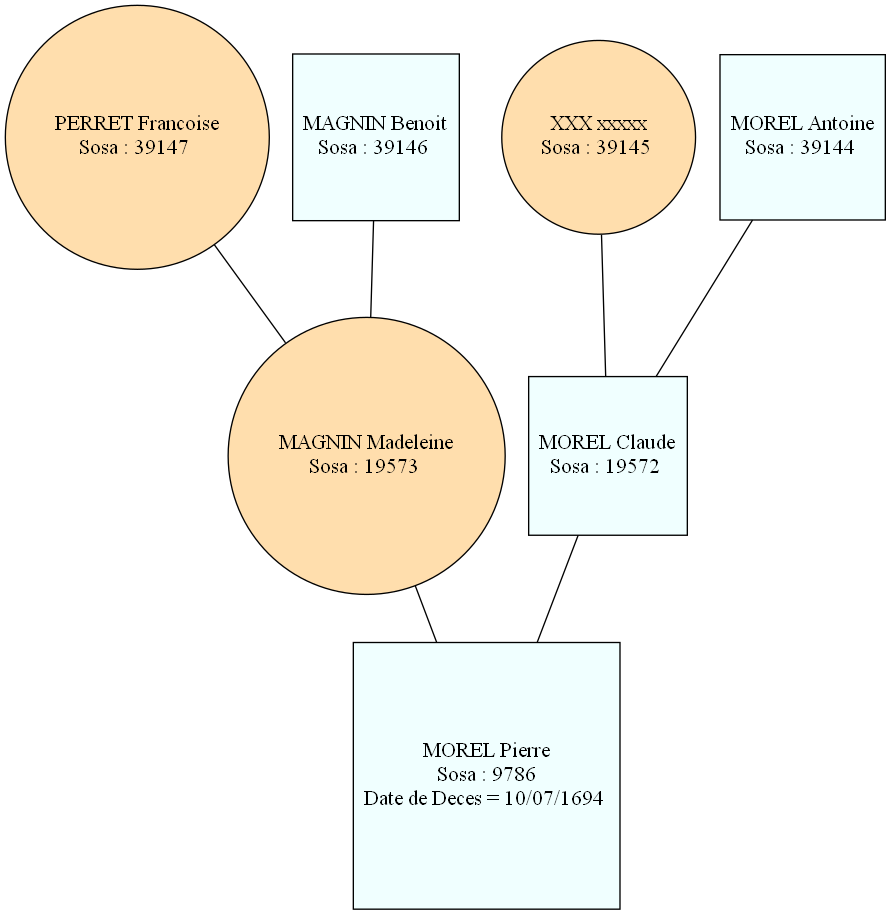 PERRET Francoise
Sosa : 39147
MAGNIN Benoit
Sosa : 39146
XXX xxxxx
Sosa : 39145
MOREL Antoine
Sosa : 39144
MAGNIN Madeleine
Sosa : 19573
MOREL Claude
Sosa : 19572
MOREL Pierre
Sosa : 9786
Date de Deces = 10/07/1694